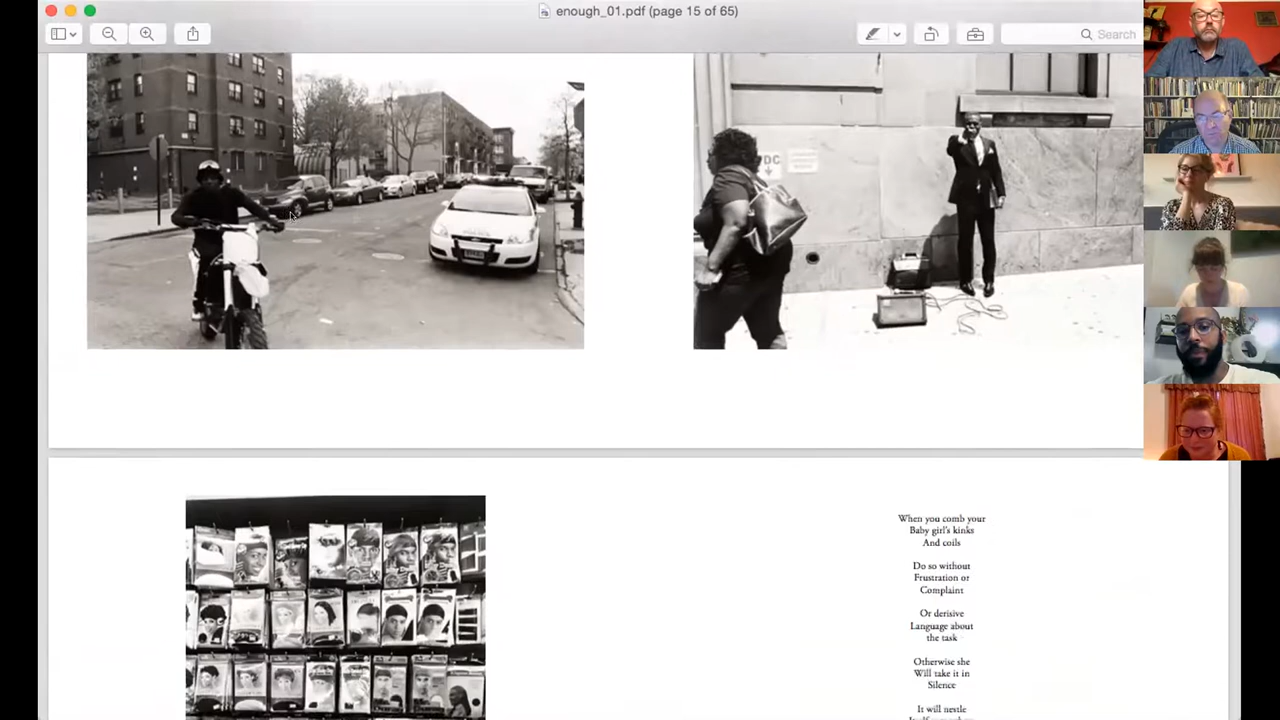 enough_01.pdf (page 15 of 65)
Search
DC
When you comb your
Baby girl's kinks
And coils
Do so without
Frustration or
Complaint
Or derisive
Language about
the task
Otherwise she
Will take it in
Silence
It will nestle